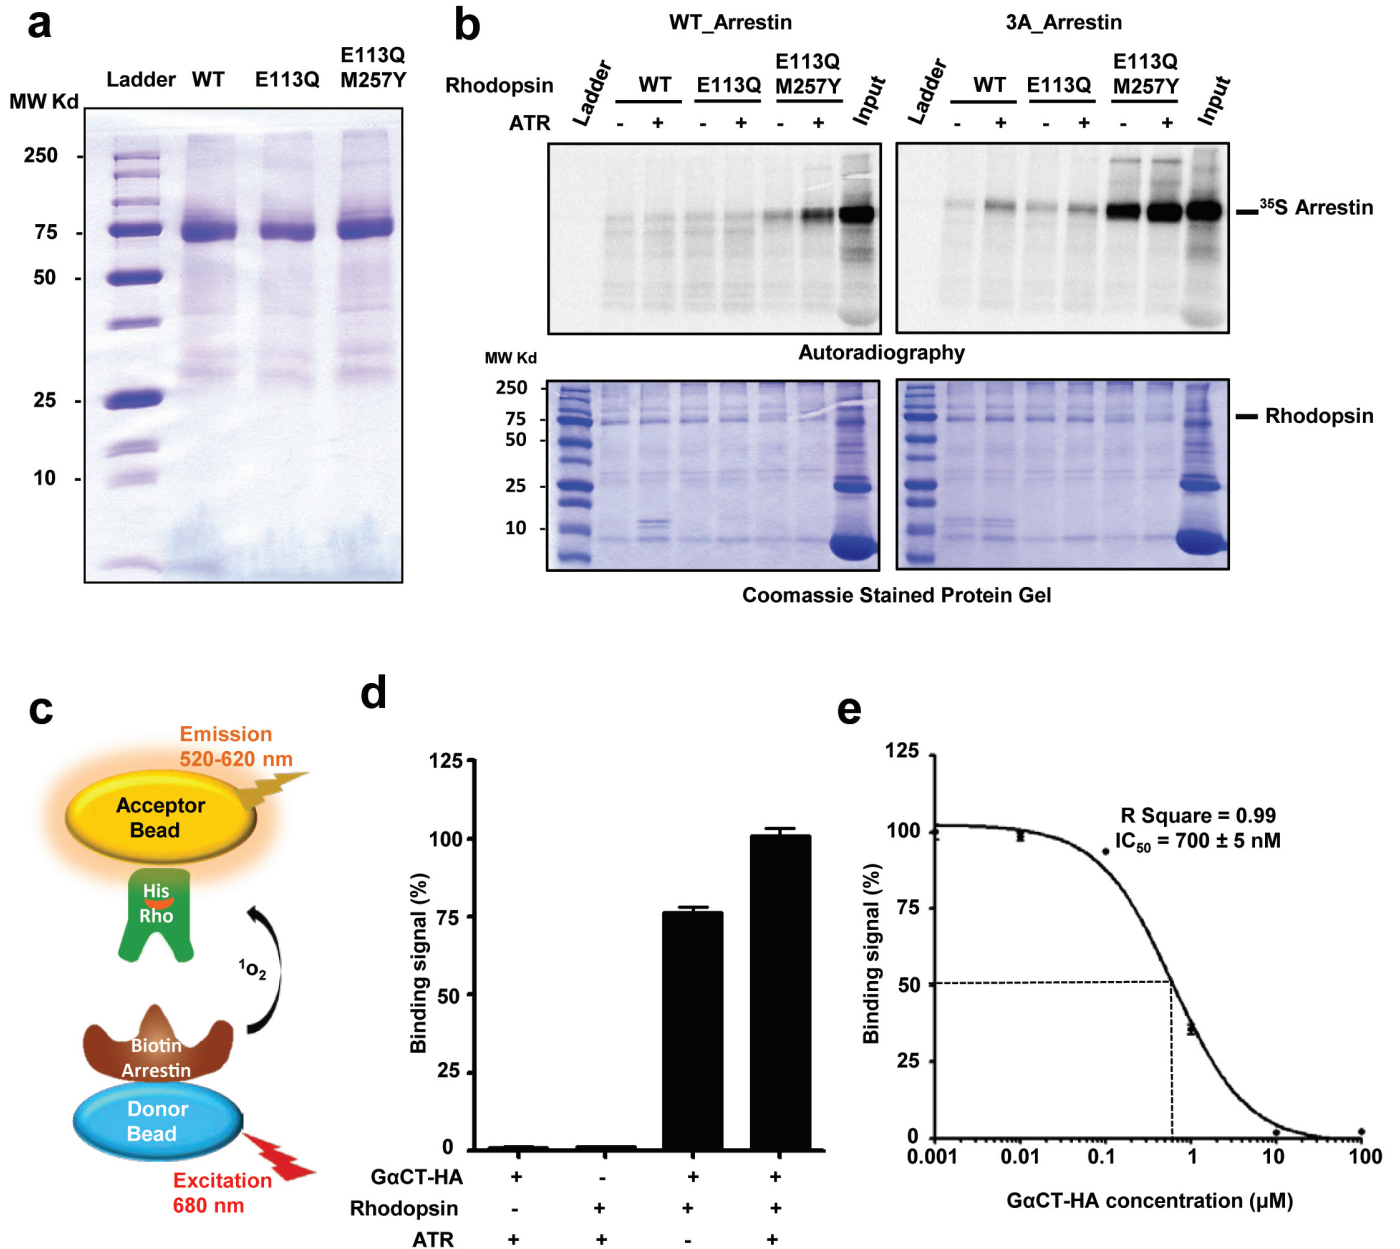 a
Ladder WT E113Q E113Q M257Y
MW Kd
250 -
75 -
50 -
25 -
10 -
b
WT_Arrestin 3A_Arrestin
Rhodopsin Ladder WT E113Q E113Q M257Y Input Ladder WT E113Q E113Q M257Y Input
ATR - + - + - + - + - + - +
35S Arrestin
Autoradiography
MW Kd
250 -
75 -
50 -
25 -
10 -
Rhodopsin
Coomassie Stained Protein Gel
c
Emission
520-620 nm
Acceptor
Bead
His
Rho
¹O₂
Biotin
Arrestin
Donor
Bead
Excitation
680 nm
d
Binding signal (%)
125
100
75
50
25
0
GαCT-HA + - + +
Rhodopsin - + + +
ATR + + - +
e
Binding signal (%)
125
100
75
50
25
0
R Square = 0.99
IC₅₀ = 700 ± 5 nM
0.001 0.01 0.1 1 10 100
GαCT-HA concentration (µM)